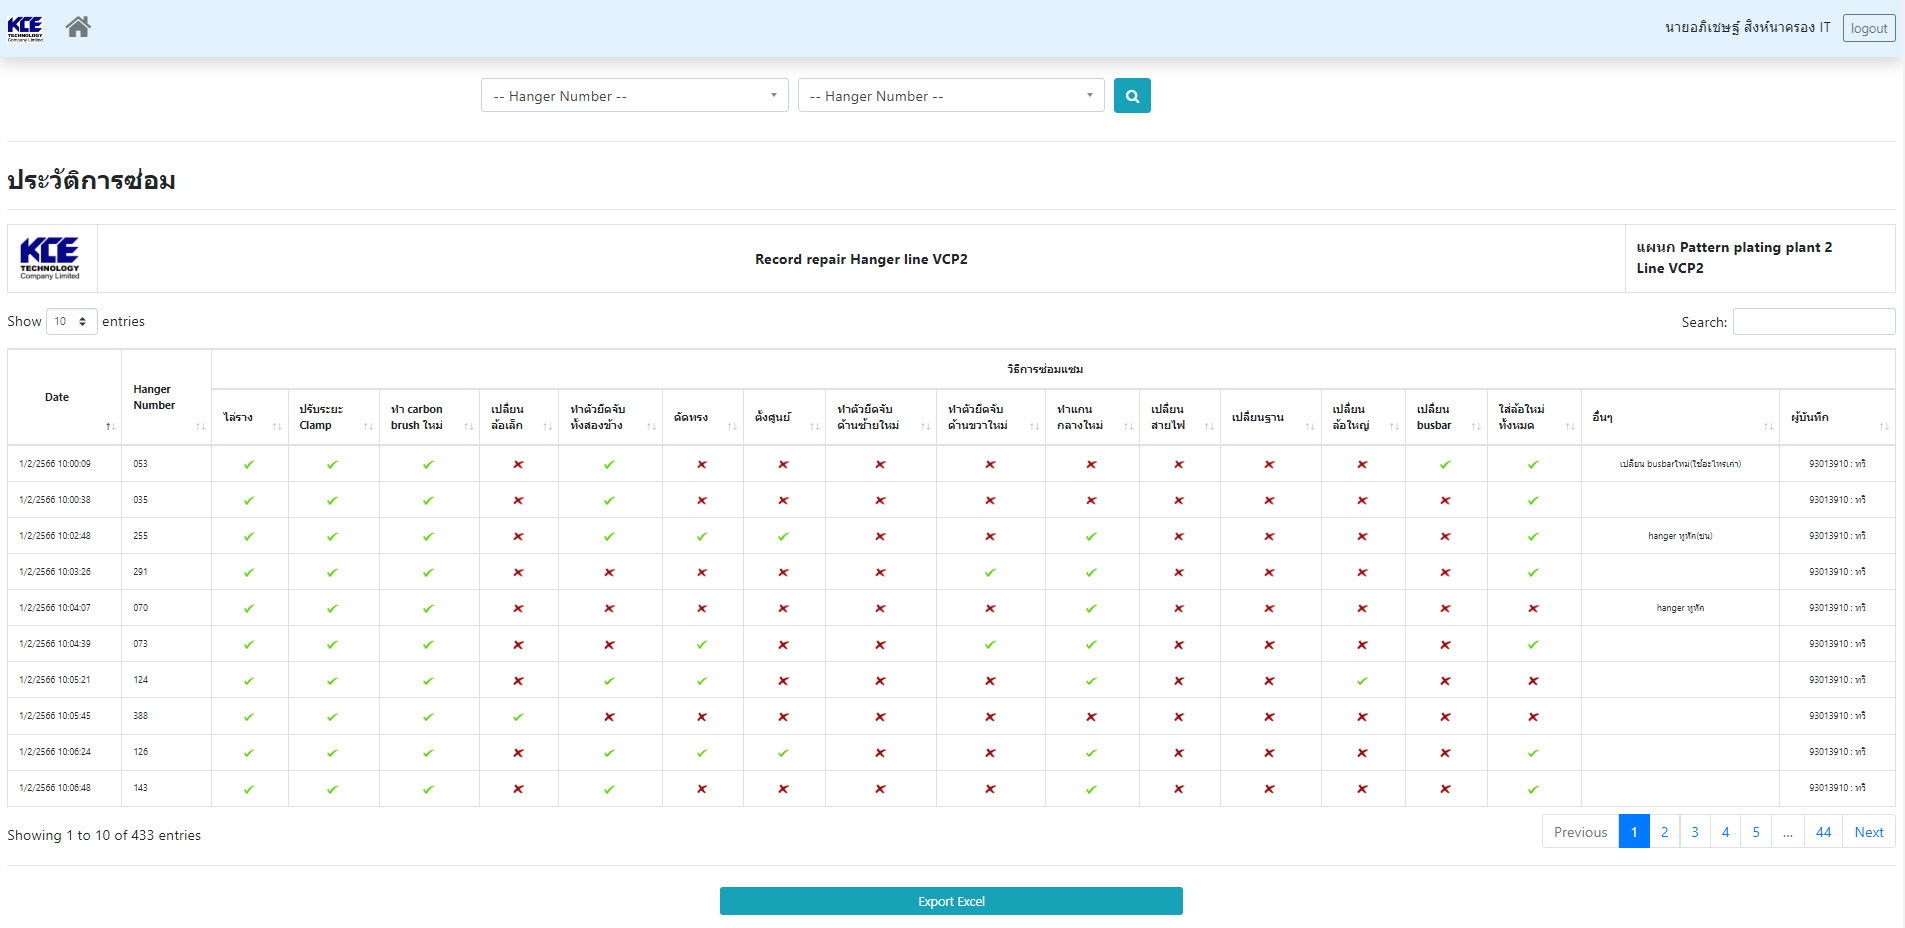 KCE
TECHNOLOGY
Company Limited
นายอภิเชษฐ์ สิงห์นาครอง IT
logout
-- Hanger Number --
-- Hanger Number --
ประวัติการซ่อม
KCE
TECHNOLOGY
Company Limited
Record repair Hanger line VCP2
แผนก Pattern plating plant 2
Line VCP2
Show 10 entries
Search:
Date
Hanger
Number
วิธีการซ่อมแซม
ไล่ราง
ปรับระยะ
Clamp
ทำ carbon
brush ใหม่
เปลี่ยน
ล้อเล็ก
ทำตัวยึดจับ
ทั้งสองข้าง
ดัดทรง
ตั้งศูนย์
ทำตัวยึดจับ
ด้านซ้ายใหม่
ทำตัวยึดจับ
ด้านขวาใหม่
ทำแกน
กลางใหม่
เปลี่ยน
สายไฟ
เปลี่ยนฐาน
เปลี่ยน
ล้อใหญ่
เปลี่ยน
busbar
ใส่ล้อใหม่
ทั้งหมด
อื่นๆ
ผู้บันทึก
1/2/2566 10:00:09 053 เปลี่ยน busbarใหม่(ใช้อะไหร่เก่า) 93013910 : ทวี
1/2/2566 10:00:38 035 93013910 : ทวี
1/2/2566 10:02:48 255 hanger หูหัก(ชน) 93013910 : ทวี
1/2/2566 10:03:26 291 93013910 : ทวี
1/2/2566 10:04:07 070 hanger หูหัก 93013910 : ทวี
1/2/2566 10:04:39 073 93013910 : ทวี
1/2/2566 10:05:21 124 93013910 : ทวี
1/2/2566 10:05:45 388 93013910 : ทวี
1/2/2566 10:06:24 126 93013910 : ทวี
1/2/2566 10:06:48 143 93013910 : ทวี
Showing 1 to 10 of 433 entries
Previous 1 2 3 4 5 ... 44 Next
Export Excel